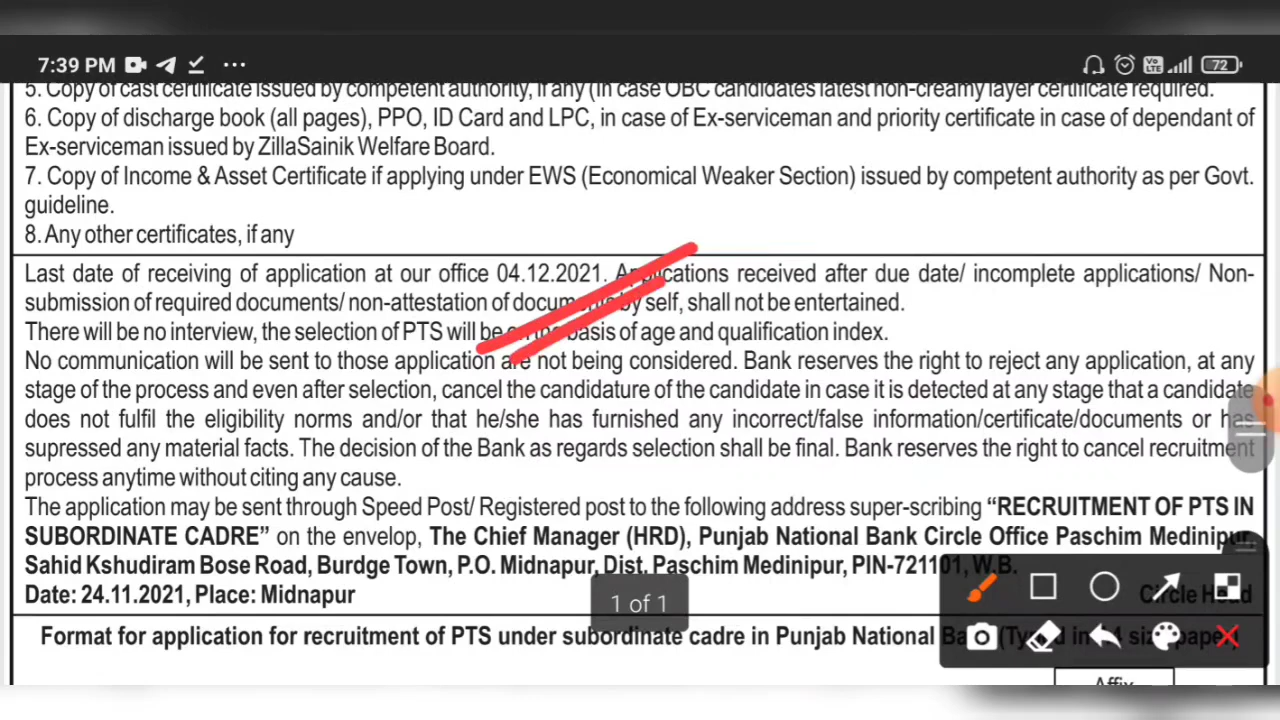 7:39 PM ...
72
5. Copy of cast certificate issued by competent authority, if any (in case OBC candidates latest non-creamy layer certificate required.
6. Copy of discharge book (all pages), PPO, ID Card and LPC, in case of Ex-serviceman and priority certificate in case of dependant of
Ex-serviceman issued by ZillaSainik Welfare Board.
7. Copy of Income & Asset Certificate if applying under EWS (Economical Weaker Section) issued by competent authority as per Govt.
guideline.
8. Any other certificates, if any
Last date of receiving of application at our office 04.12.2021. Applications received after due date/ incomplete applications/ Non-
submission of required documents/ non-attestation of documents by self, shall not be entertained.
There will be no interview, the selection of PTS will be on the basis of age and qualification index.
No communication will be sent to those application are not being considered. Bank reserves the right to reject any application, at any
stage of the process and even after selection, cancel the candidature of the candidate in case it is detected at any stage that a candidate
does not fulfil the eligibility norms and/or that he/she has furnished any incorrect/false information/certificate/documents or has
supressed any material facts. The decision of the Bank as regards selection shall be final. Bank reserves the right to cancel recruitment
process anytime without citing any cause.
The application may be sent through Speed Post/ Registered post to the following address super-scribing “RECRUITMENT OF PTS IN
SUBORDINATE CADRE” on the envelop, The Chief Manager (HRD), Punjab National Bank Circle Office Paschim Medinipur,
Sahid Kshudiram Bose Road, Burdge Town, P.O. Midnapur, Dist. Paschim Medinipur, PIN-721101, W.B.
Date: 24.11.2021, Place: Midnapur Circle Head
1 of 1
Format for application for recruitment of PTS under subordinate cadre in Punjab National Bank (Typed in A4 size paper)
Affix